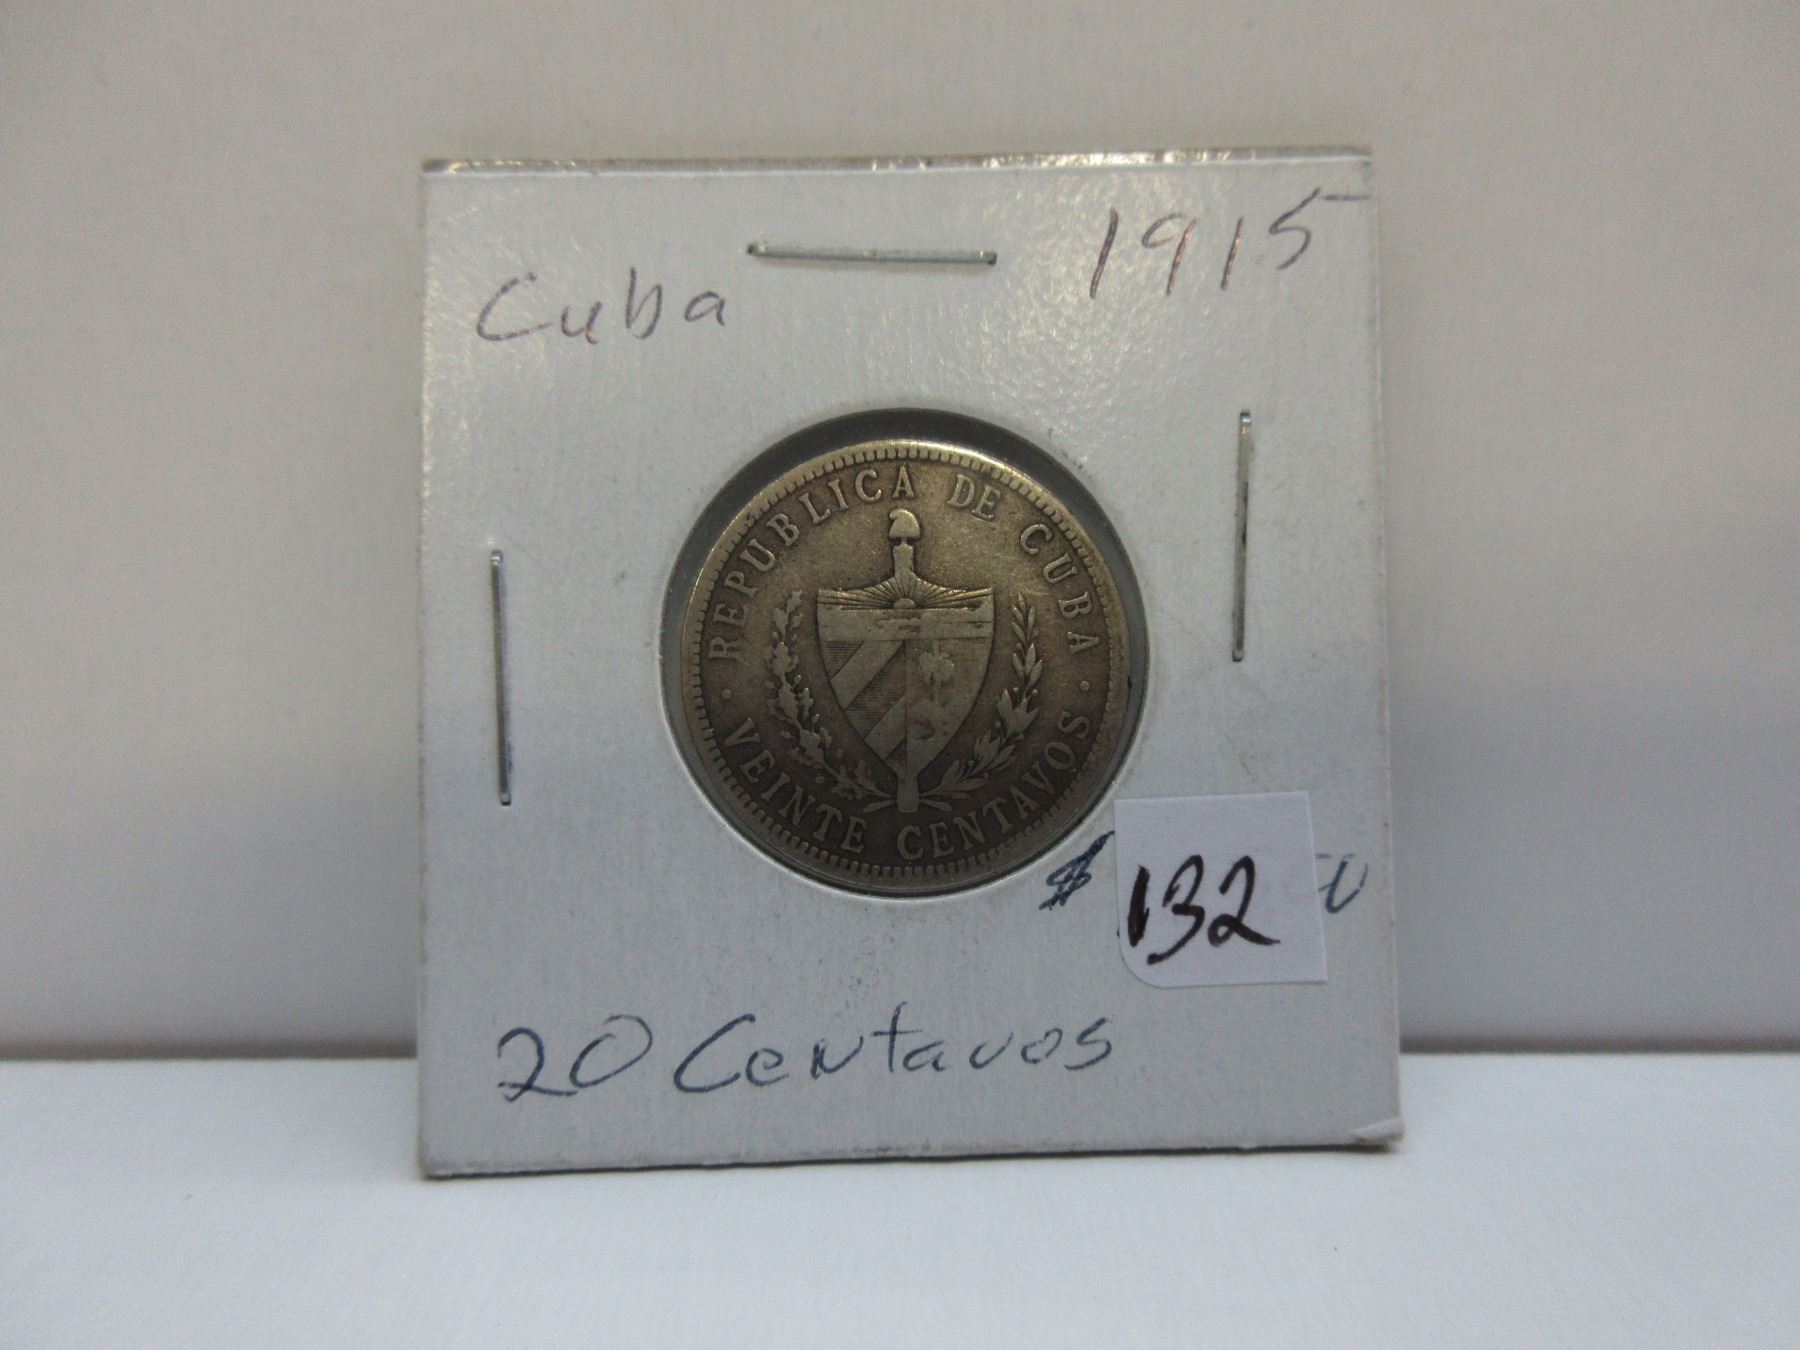 Cuba 1915
REPUBLICA DE CUBA
VEINTE CENTAVOS
$ 132
20 Centavos